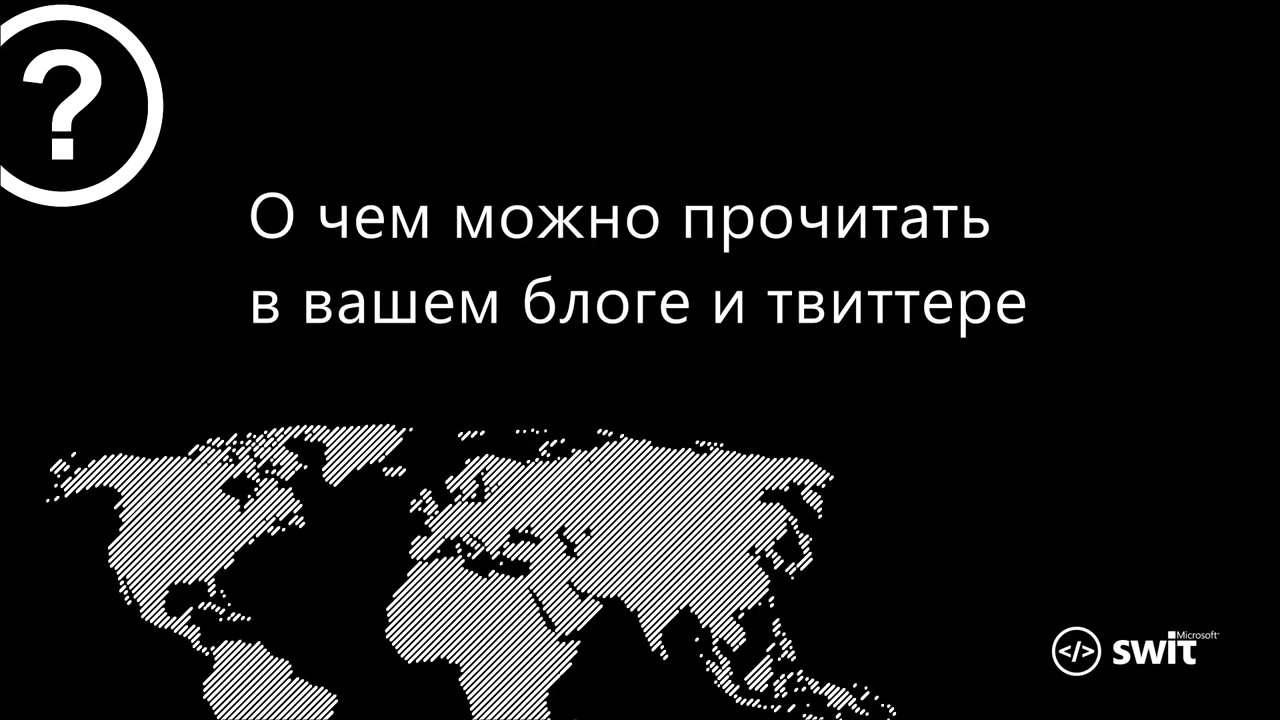 ?
О чем можно прочитать
в вашем блоге и твиттере
</> swit Microsoft